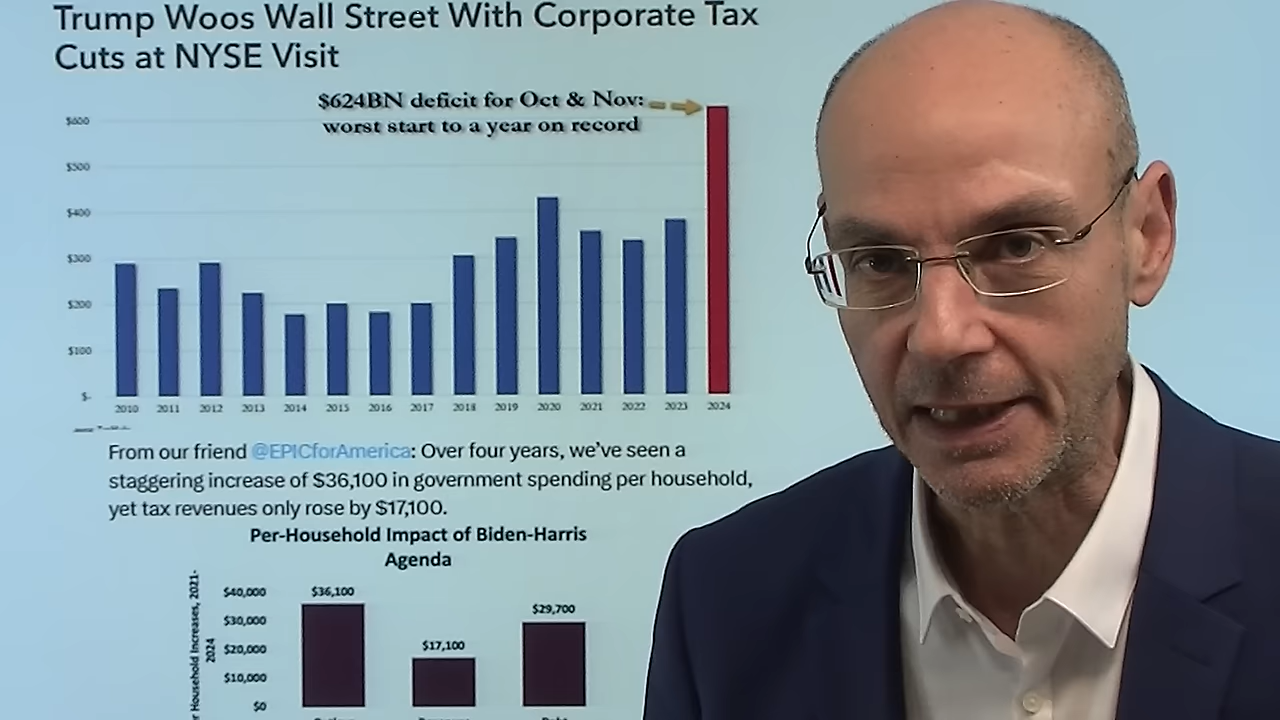 Trump Woos Wall Street With Corporate Tax
Cuts at NYSE Visit
$624BN deficit for Oct & Nov:
worst start to a year on record
$600
$500
$400
$300
$200
$100
$-
2010 2011 2012 2013 2014 2015 2016 2017 2018 2019 2020 2021 2022 2023 2024
From our friend @EPICforAmerica: Over four years, we've seen a
staggering increase of $36,100 in government spending per household,
yet tax revenues only rose by $17,100.
Per-Household Impact of Biden-Harris
Agenda
Household Increases, 2021-
2024
$40,000
$30,000
$20,000
$10,000
$0
$36,100
$17,100
$29,700